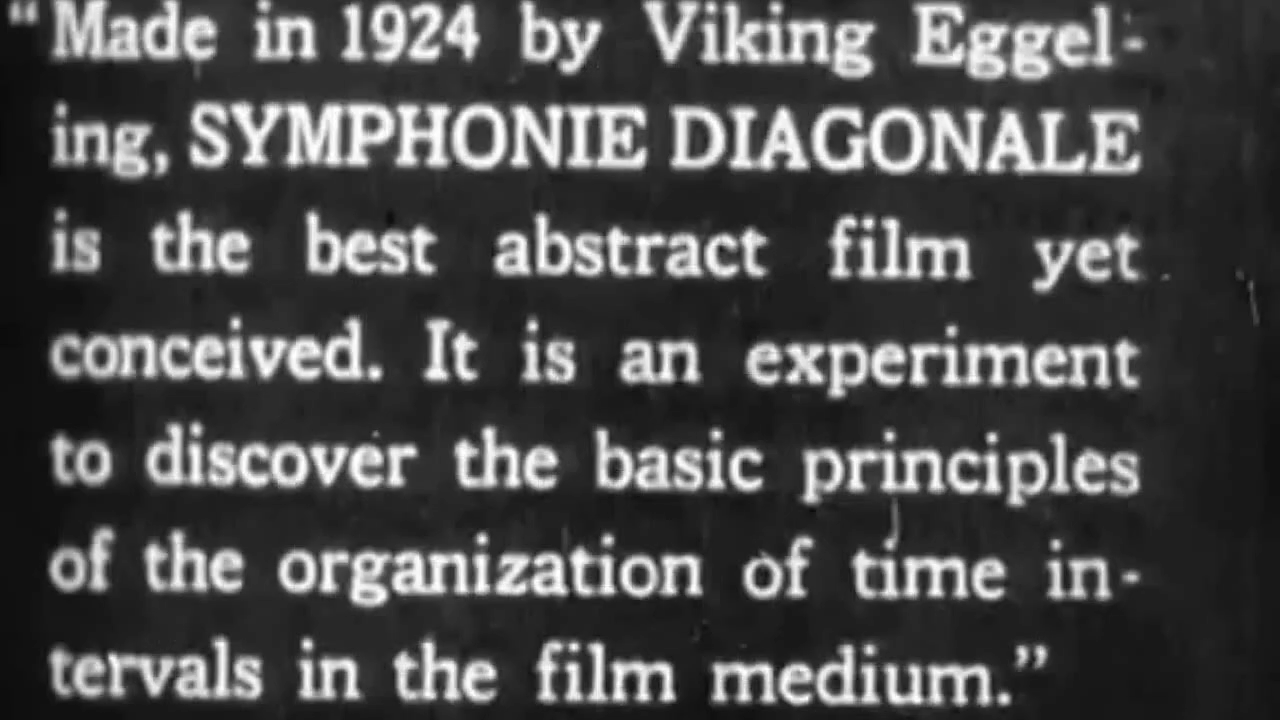 “Made in 1924 by Viking Eggel-
ing, SYMPHONIE DIAGONALE
is the best abstract film yet
conceived. It is an experiment
to discover the basic principles
of the organization of time in-
tervals in the film medium.”